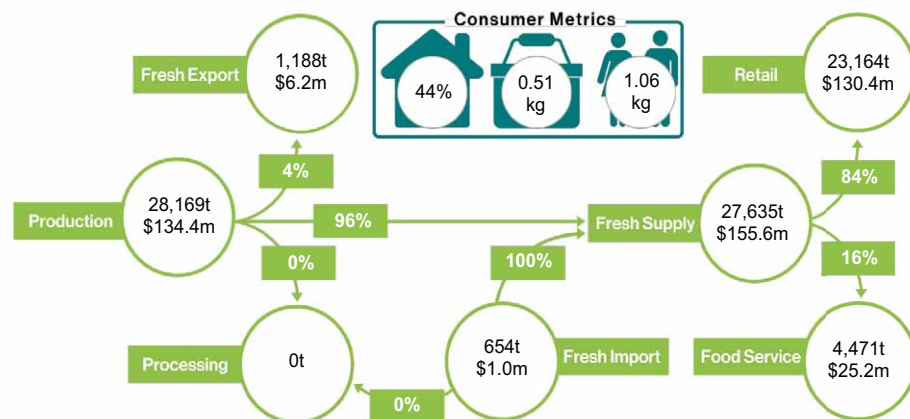 Consumer Metrics
44%
0.51
kg
1.06
kg
Fresh Export
1,188t
$6.2m
Retail
23,164t
$130.4m
4%
84%
Production
28,169t
$134.4m
96%
Fresh Supply
27,635t
$155.6m
0%
100%
16%
Processing
0t
654t
$1.0m
Fresh Import
Food Service
4,471t
$25.2m
0%